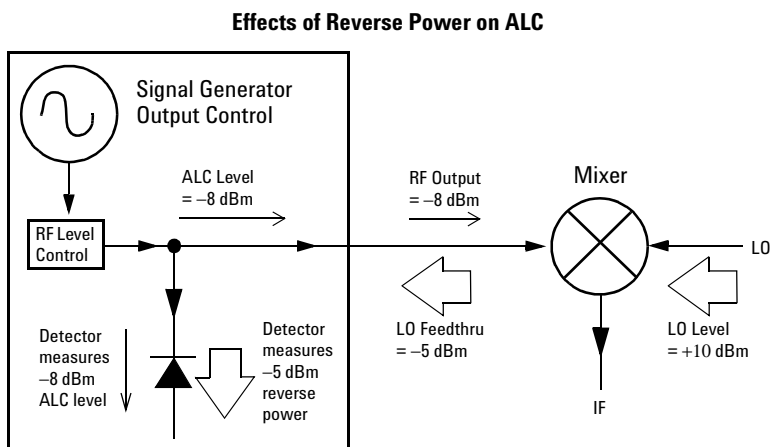 Effects of Reverse Power on ALC
Signal Generator
Output Control
ALC Level
= –8 dBm
RF Output
= –8 dBm
Mixer
RF Level
Control
LO
Detector
measures
–8 dBm
ALC level
Detector
measures
–5 dBm
reverse
power
LO Feedthru
= –5 dBm
LO Level
= +10 dBm
IF